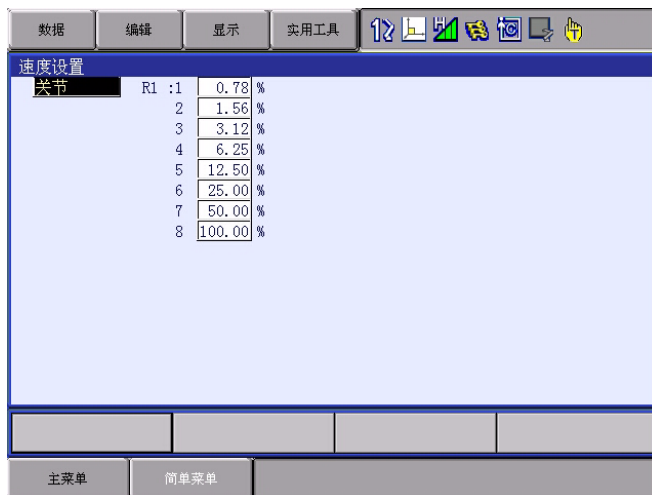 数据 编辑 显示 实用工具
速度设置
关节 R1 :1 0.78 %
2 1.56 %
3 3.12 %
4 6.25 %
5 12.50 %
6 25.00 %
7 50.00 %
8 100.00 %
主菜单 简单菜单